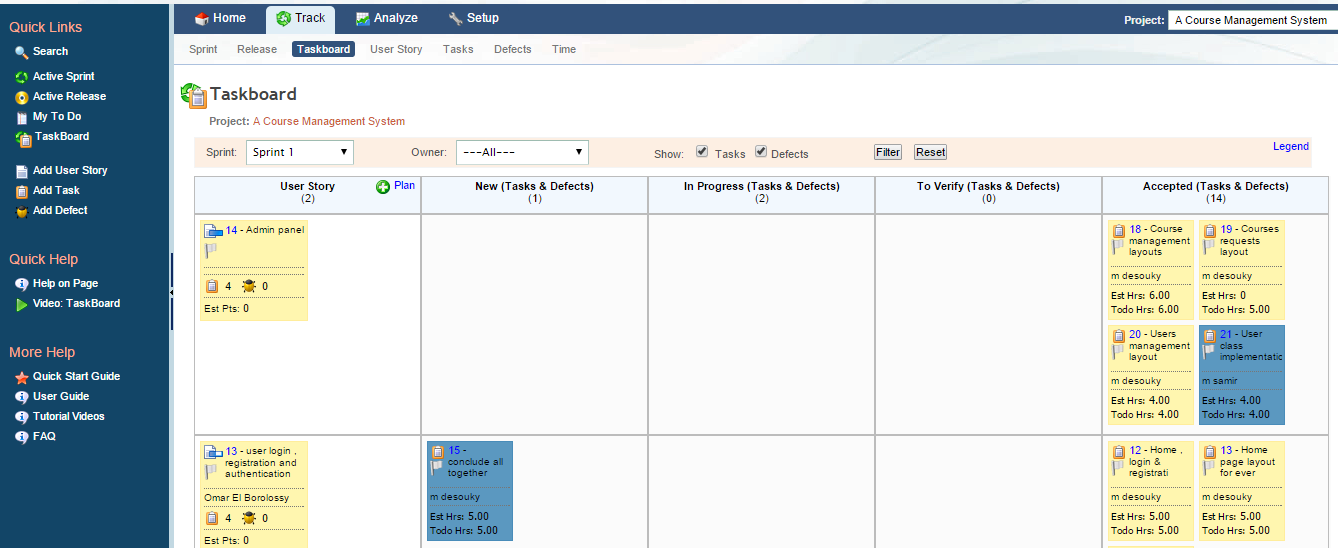 Quick Links
Search
Active Sprint
Active Release
My To Do
TaskBoard
Add User Story
Add Task
Add Defect
Quick Help
Help on Page
Video: TaskBoard
More Help
Quick Start Guide
User Guide
Tutorial Videos
FAQ
Home Track Analyze Setup
Project: A Course Management System
Sprint Release Taskboard User Story Tasks Defects Time
Taskboard
Project: A Course Management System
Sprint: Sprint 1 Owner: ---All--- Show: Tasks Defects Filter Reset
Legend
User Story
(2)
Plan
New (Tasks & Defects)
(1)
In Progress (Tasks & Defects)
(2)
To Verify (Tasks & Defects)
(0)
Accepted (Tasks & Defects)
(14)
14 - Admin panel
4 0
Est Pts: 0
18 - Course
management
layouts
m desouky
Est Hrs: 6.00
Todo Hrs: 6.00
19 - Courses
requests
layout
m desouky
Est Hrs: 0
Todo Hrs: 5.00
20 - Users
management
layout
m desouky
Est Hrs: 4.00
Todo Hrs: 4.00
21 - User
class
implementatic
m samir
Est Hrs: 4.00
Todo Hrs: 4.00
13 - user login ,
registration and
authentication
Omar El Borolossy
4 0
Est Pts: 0
15 -
conclude all
together
m desouky
Est Hrs: 5.00
Todo Hrs: 5.00
12 - Home ,
login &
registrati
m desouky
Est Hrs: 5.00
Todo Hrs: 5.00
13 - Home
page layout
for ever
m desouky
Est Hrs: 5.00
Todo Hrs: 5.00